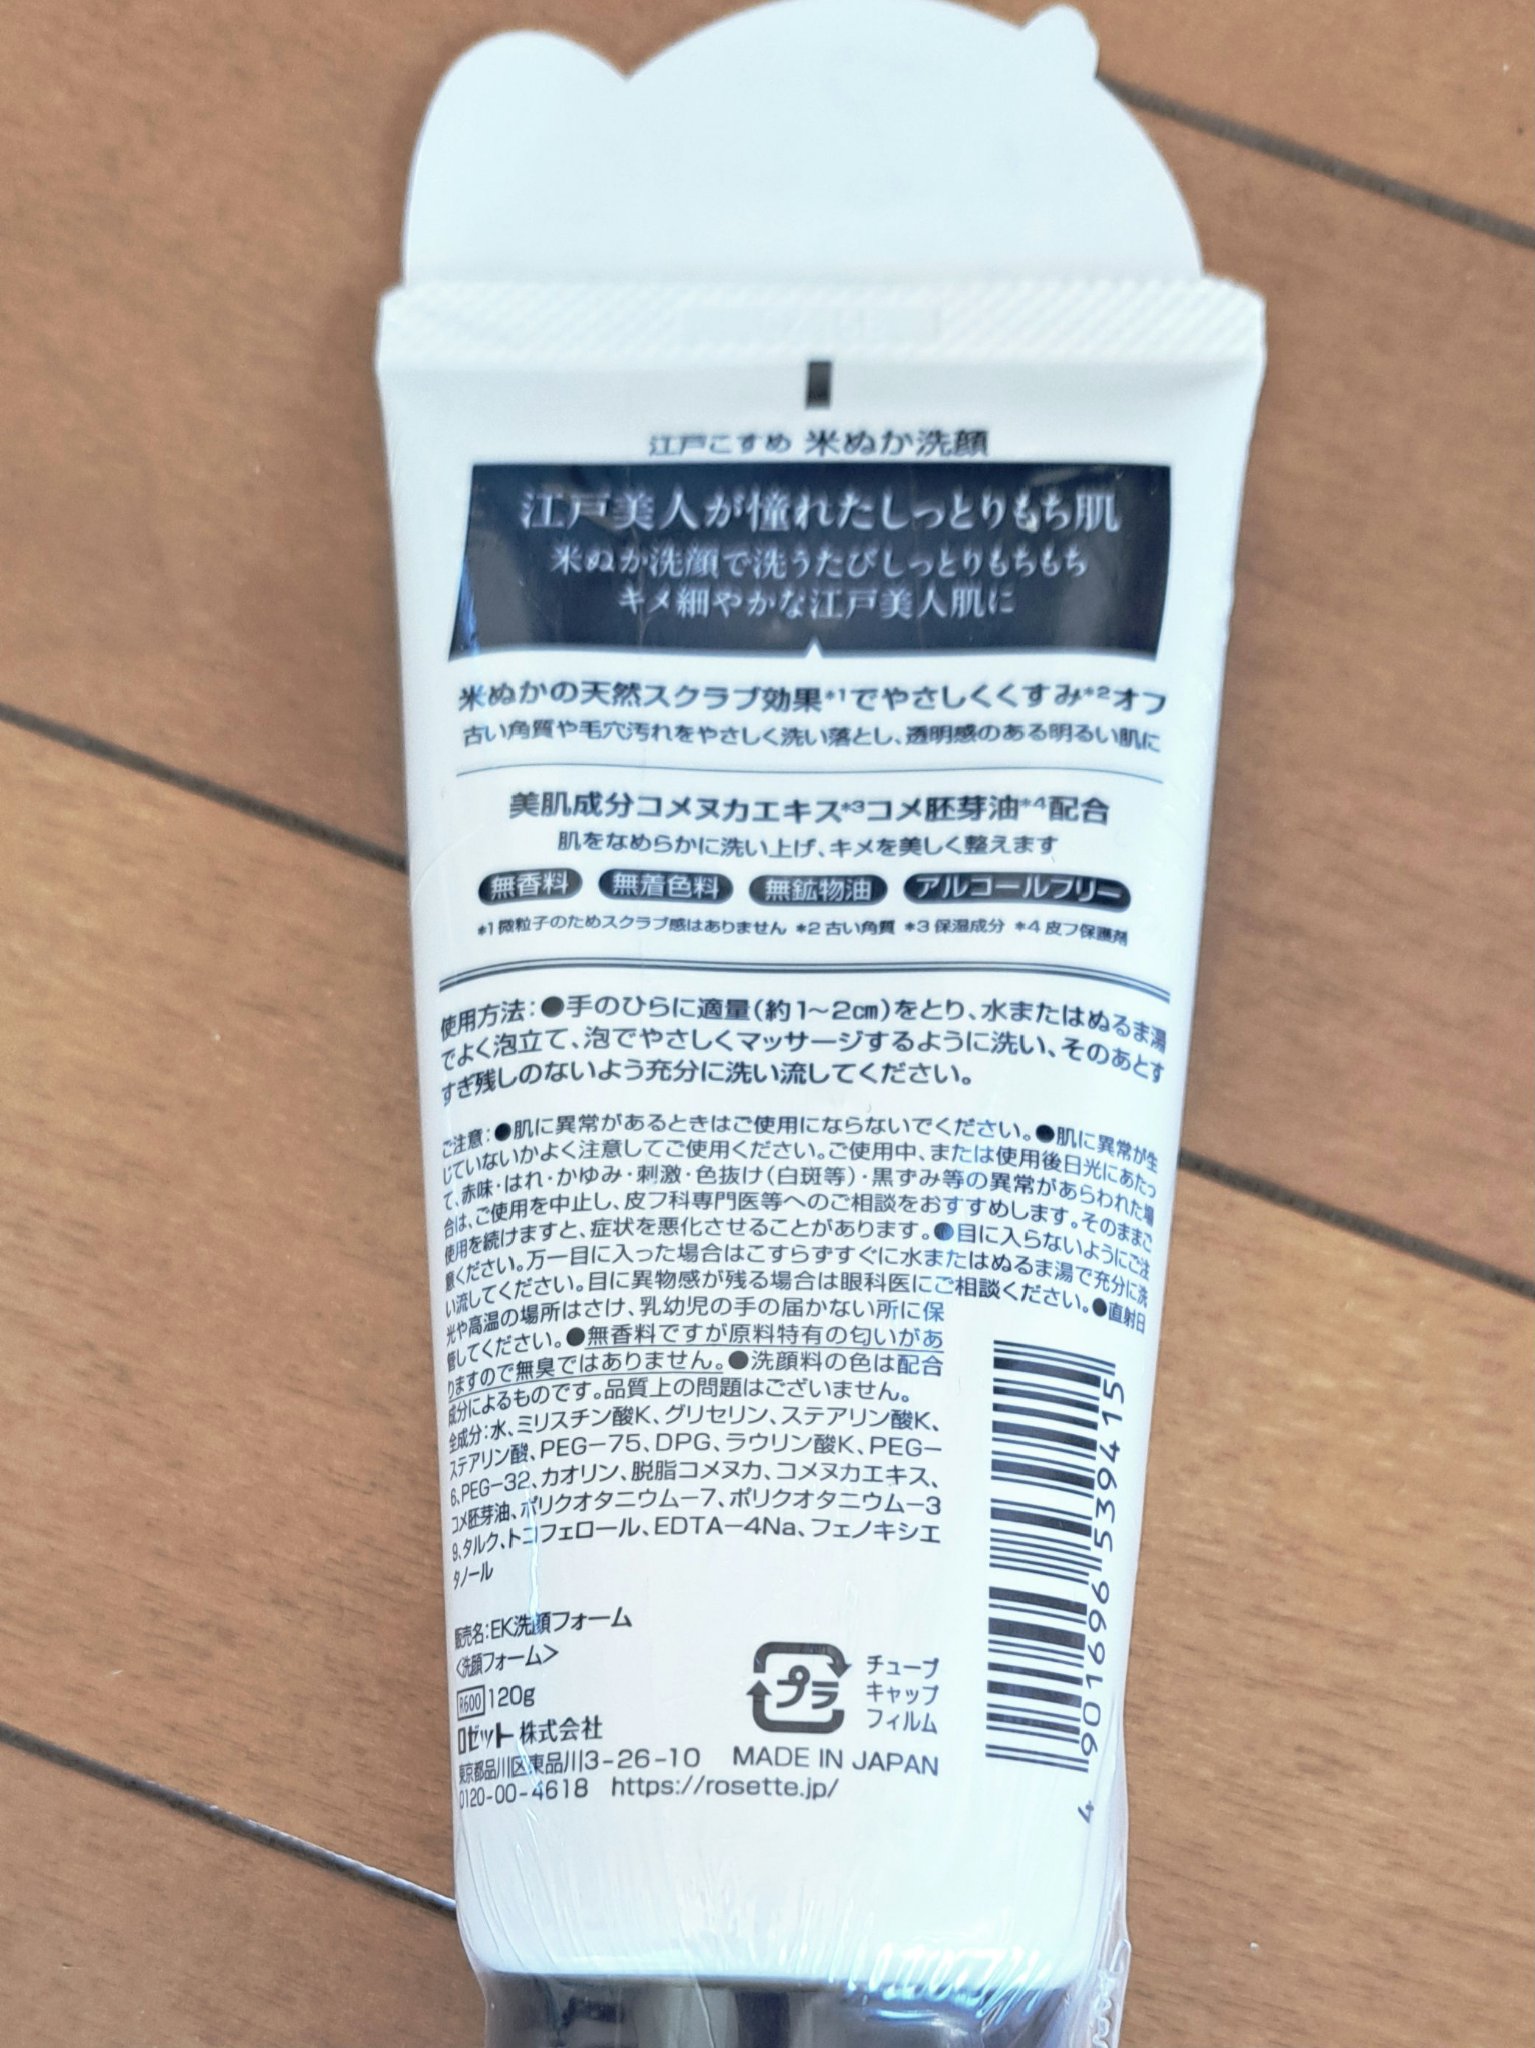 江戸こすめ 米ぬか洗顔
江戸美人が憧れたしっとりもち肌
米ぬか洗顔で洗うたびしっとりもちもち
キメ細やかな江戸美人肌に
米ぬかの天然スクラブ効果*1でやさしくくすみ*2オフ
古い角質や毛穴汚れをやさしく洗い落とし、透明感のある明るい肌に
美肌成分コメヌカエキス*3コメ胚芽油*4配合
肌をなめらかに洗い上げ、キメを美しく整えます
無香料 無着色料 無鉱物油 アルコールフリー
*1 微粒子のためスクラブ感はありません *2 古い角質 *3 保湿成分 *4 皮フ保護剤
使用方法：●手のひらに適量(約1～2cm)をとり、水またはぬるま湯
でよく泡立て、泡でやさしくマッサージするように洗い、そのあとす
すぎ残しのないよう充分に洗い流してください。
ご注意：●肌に異常があるときはご使用にならないでください。●肌に異常が生
じていないかよく注意してご使用ください。ご使用中、または使用後日光にあたっ
て、赤味・はれ・かゆみ・刺激・色抜け(白斑等)・黒ずみ等の異常があらわれた場
合は、ご使用を中止し、皮フ科専門医等へのご相談をおすすめします。そのままご
使用を続けますと、症状を悪化させることがあります。●目に入らないようにご注
意ください。万一目に入った場合はこすらずすぐに水またはぬるま湯で充分に洗
い流してください。目に異物感が残る場合は眼科医にご相談ください。●直射日
光や高温の場所はさけ、乳幼児の手の届かない所に保
管してください。●無香料ですが原料特有の匂いがあ
りますので無臭ではありません。●洗顔料の色は配合
成分によるものです。品質上の問題はございません。
全成分：水、ミリスチン酸K、グリセリン、ステアリン酸K、
ステアリン酸、PEG-75、DPG、ラウリン酸K、PEG-
6、PEG-32、カオリン、脱脂コメヌカ、コメヌカエキス、
コメ胚芽油、ポリクオタニウム-7、ポリクオタニウム-3
9、タルク、トコフェロール、EDTA-4Na、フェノキシエ
タノール
販売名：EK洗顔フォーム
<洗顔フォーム>
R600 120g
ロゼット株式会社
東京都品川区東品川3-26-10 MADE IN JAPAN
0120-00-4618 https://rosette.jp/
プラ
チューブ
キャップ
フィルム
4 901696 539415